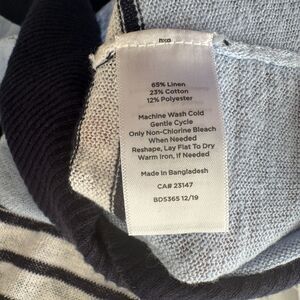 65% Linen
23% Cotton
12% Polyester
Machine Wash Cold
Gentle Cycle
Only Non-Chlorine Bleach
When Needed
Reshape, Lay Flat To Dry
Warm Iron, If Needed
Made In Bangladesh
CA# 23147
BD5365 12/19